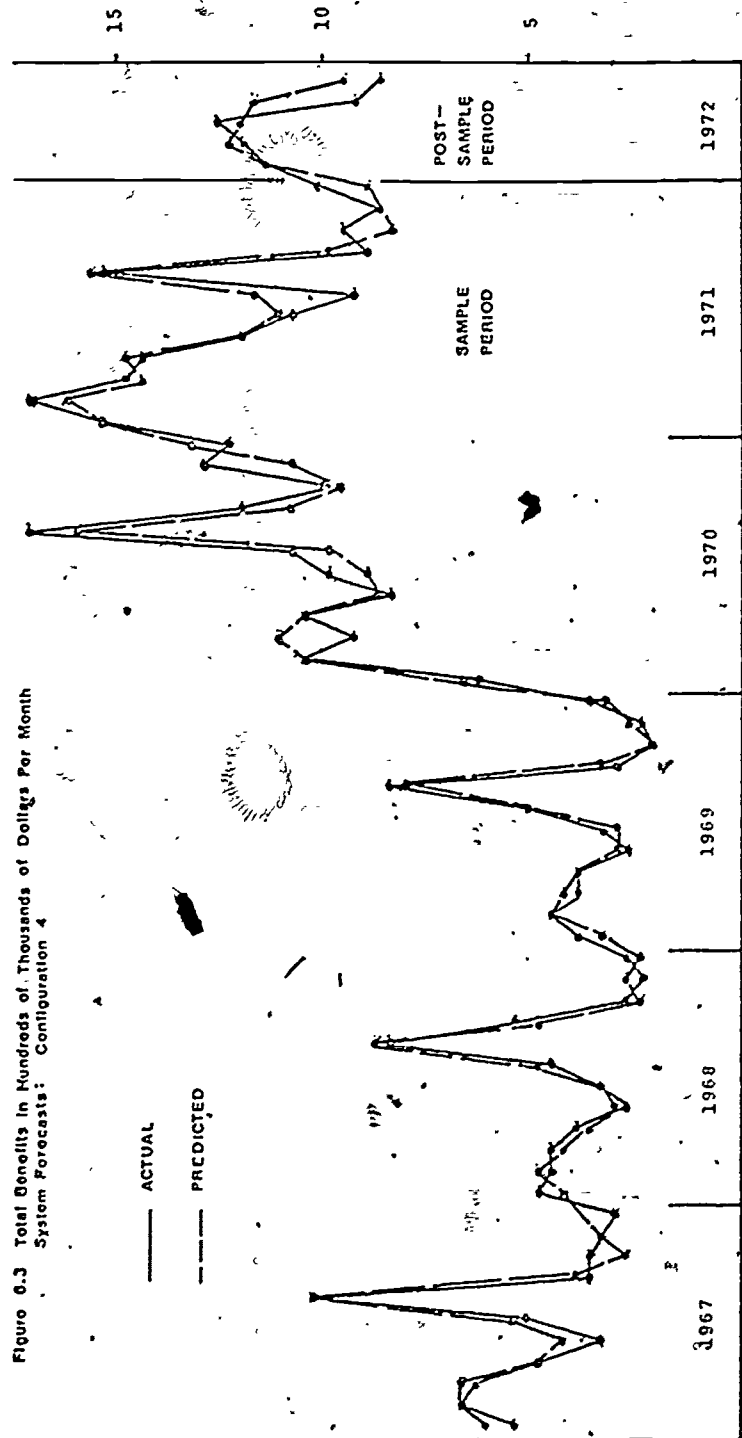 Figure 6.3 Total Benefits in Hundreds of Thousands of Dollars Per Month
System Forecasts: Configuration 4
ACTUAL
PREDICTED
15
10
5
SAMPLE
PERIOD
POST-
SAMPLE
PERIOD
1967
1968
1969
1970
1971
1972